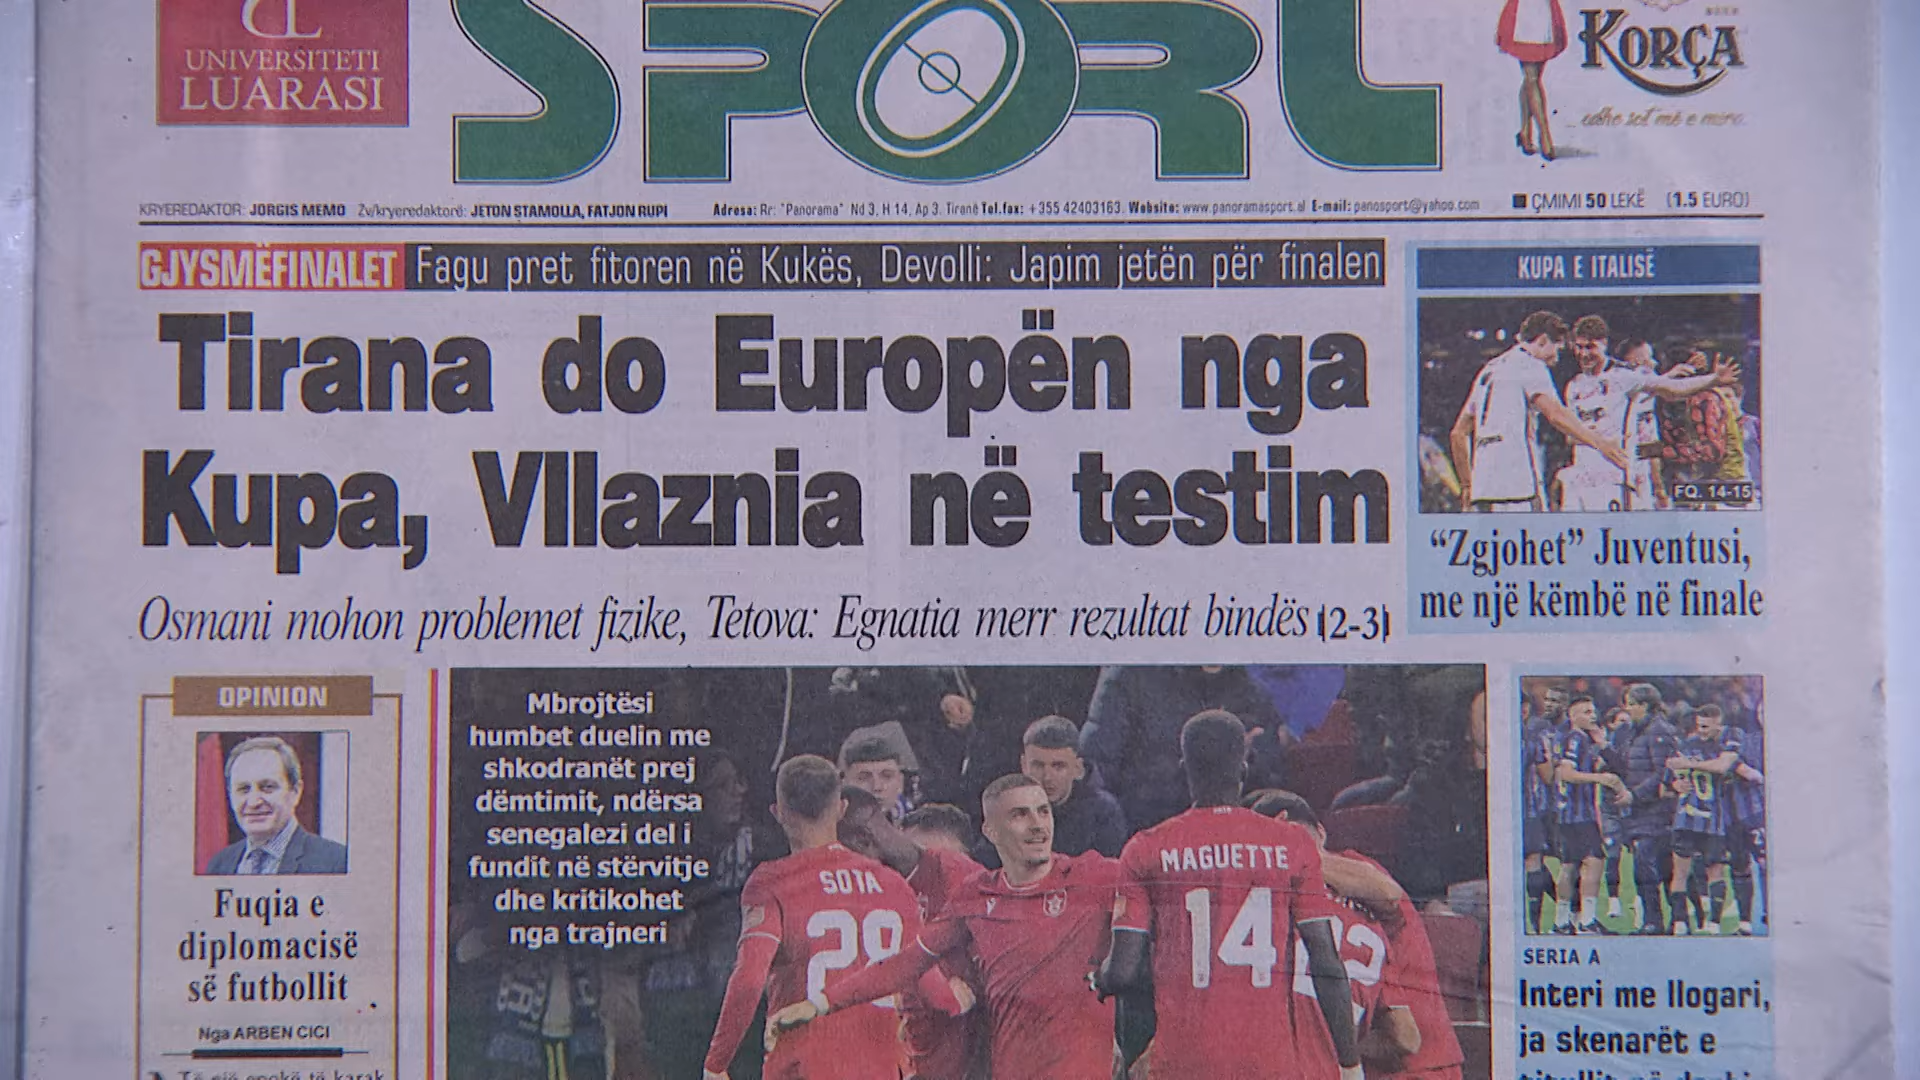 UNIVERSITETI
LUARASI
SPORT
KORÇA
... edhe sot më e mira.
KRYEREDAKTOR: JORGIS MEMO Zv/kryeredaktorë: JETON STAMOLLA, FATJON RUPI
Adresa: Rr: "Panorama" Nd 3, H 14, Ap 3, Tiranë Tel.fax: +355 42403163. Website: www.panoramasport.al E-mail: panosport@yahoo.com
ÇMIMI 50 LEKË (1.5 EURO)
GJYSMËFINALET Fagu pret fitoren në Kukës, Devolli: Japim jetën për finalen
Tirana do Europën nga
Kupa, Vllaznia në testim
Osmani mohon problemet fizike, Tetova: Egnatia merr rezultat bindës (2-3)
KUPA E ITALISË
FQ. 14-15
“Zgjohet” Juventusi,
me një këmbë në finale
OPINION
Fuqia e
diplomacisë
së futbollit
Nga ARBEN CICI
Mbrojtësi
humbet duelin me
shkodranët prej
dëmtimit, ndërsa
senegalezi del i
fundit në stërvitje
dhe kritikohet
nga trajneri
SOTA
28
MAGUETTE
14
SERIA A
Interi me llogari,
ja skenarët e